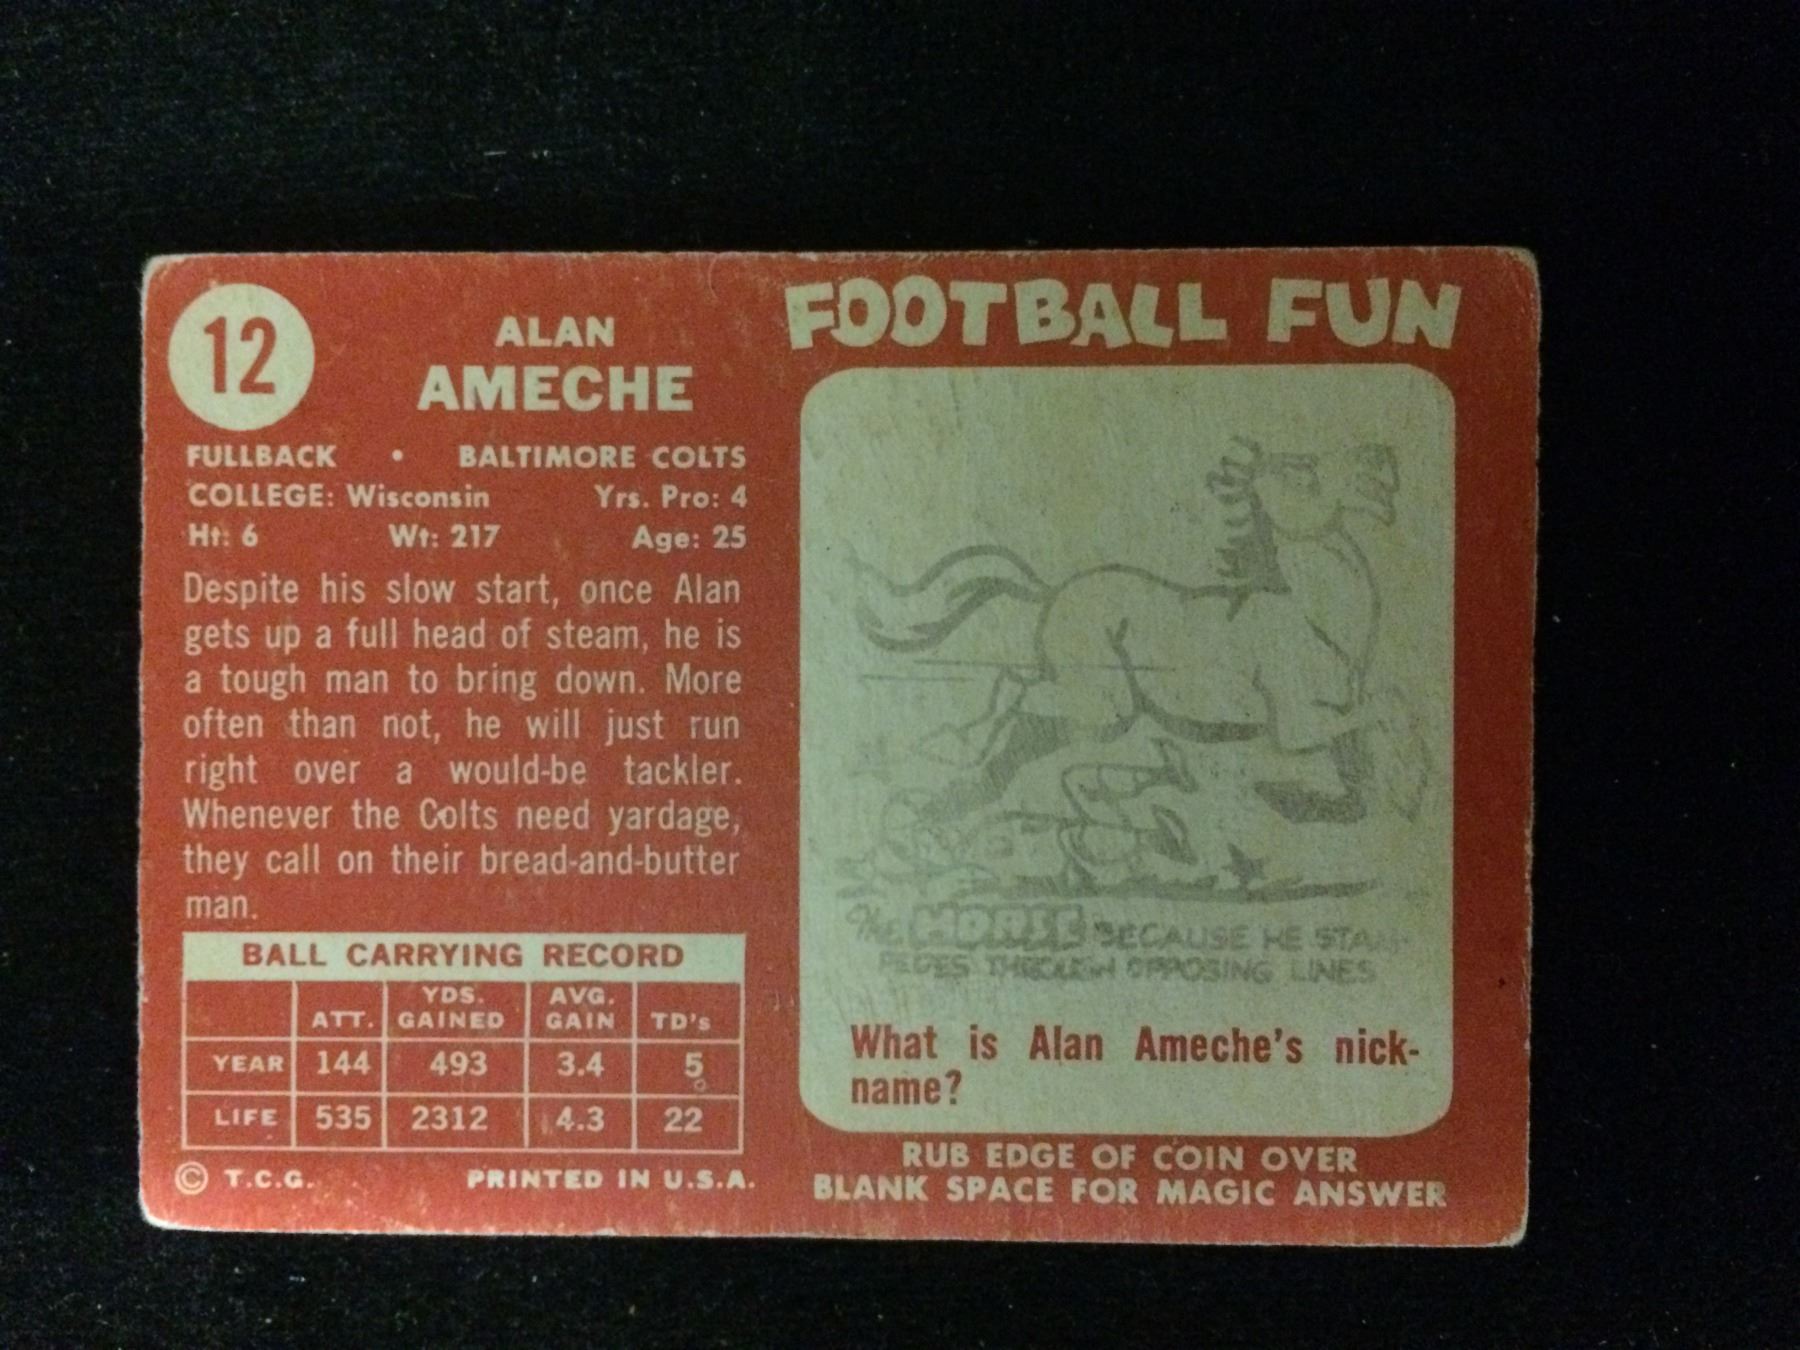 12
ALAN
AMECHE
FULLBACK • BALTIMORE COLTS
COLLEGE: Wisconsin Yrs. Pro: 4
Ht: 6 Wt: 217 Age: 25
Despite his slow start, once Alan
gets up a full head of steam, he is
a tough man to bring down. More
often than not, he will just run
right over a would-be tackler.
Whenever the Colts need yardage,
they call on their bread-and-butter
man.
BALL CARRYING RECORD
ATT. YDS. GAINED AVG. GAIN TD's
YEAR 144 493 3.4 5
LIFE 535 2312 4.3 22
© T.C.G. PRINTED IN U.S.A.
FOOTBALL FUN
The HORSE BECAUSE HE STAM-
PEDES THROUGH OPPOSING LINES
What is Alan Ameche's nick-
name?
RUB EDGE OF COIN OVER
BLANK SPACE FOR MAGIC ANSWER